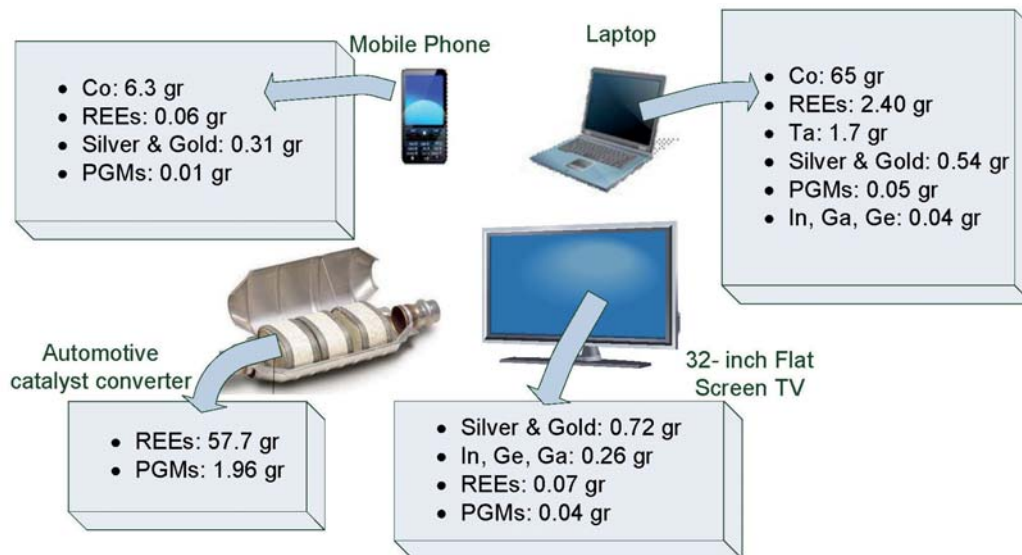 Mobile Phone
• Co: 6.3 gr
• REEs: 0.06 gr
• Silver & Gold: 0.31 gr
• PGMs: 0.01 gr
Laptop
• Co: 65 gr
• REEs: 2.40 gr
• Ta: 1.7 gr
• Silver & Gold: 0.54 gr
• PGMs: 0.05 gr
• In, Ga, Ge: 0.04 gr
Automotive
catalyst converter
• REEs: 57.7 gr
• PGMs: 1.96 gr
32- inch Flat
Screen TV
• Silver & Gold: 0.72 gr
• In, Ge, Ga: 0.26 gr
• REEs: 0.07 gr
• PGMs: 0.04 gr